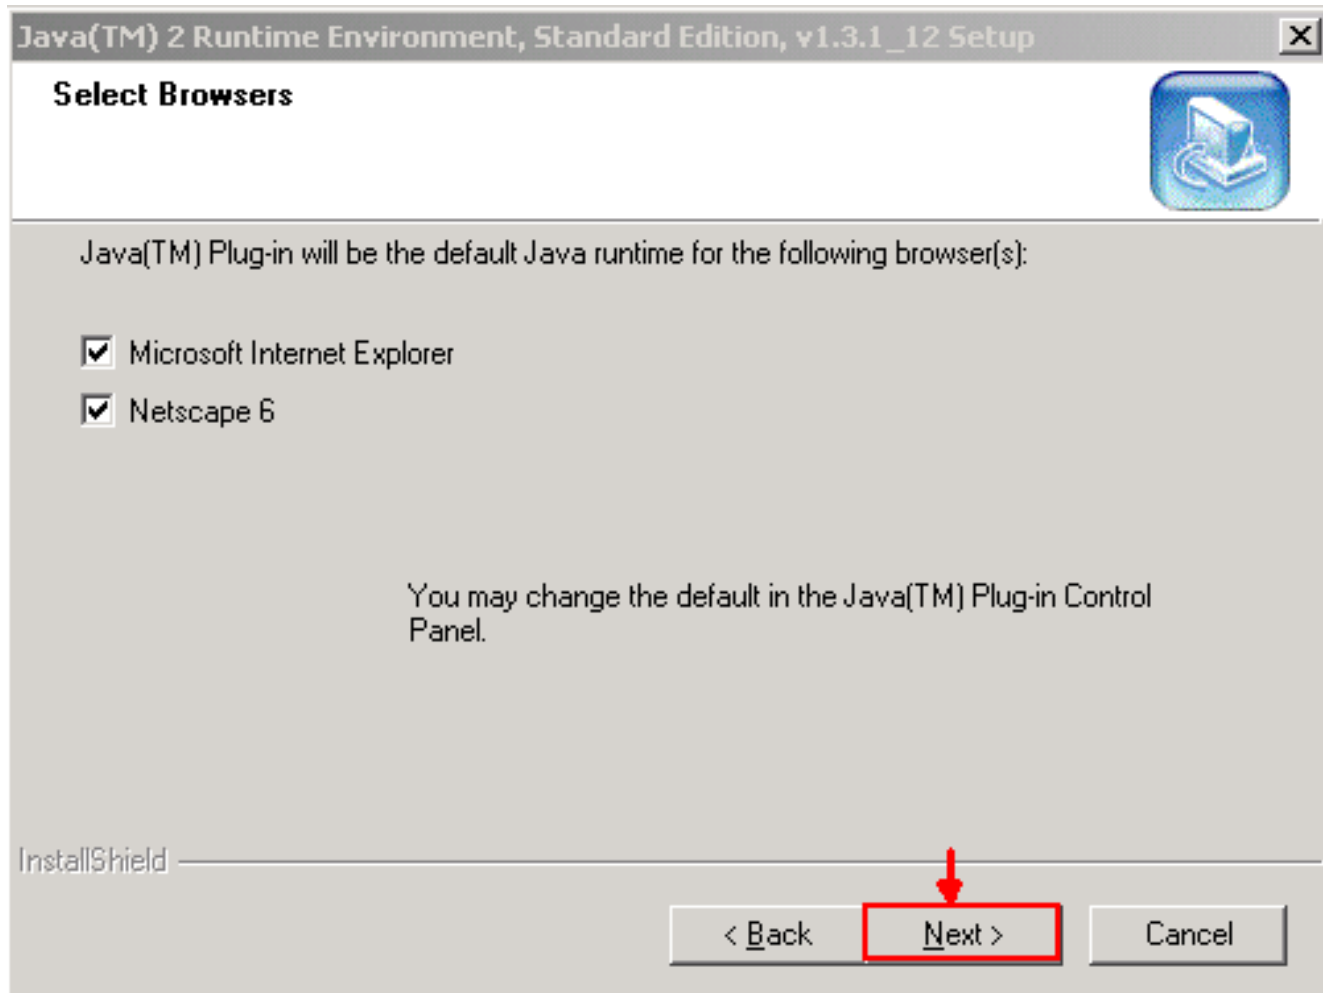 Java(TM) 2 Runtime Environment, Standard Edition, v1.3.1_12 Setup
Select Browsers
Java(TM) Plug-in will be the default Java runtime for the following browser(s):
Microsoft Internet Explorer
Netscape 6
You may change the default in the Java(TM) Plug-in Control
Panel.
InstallShield
< Back Next > Cancel